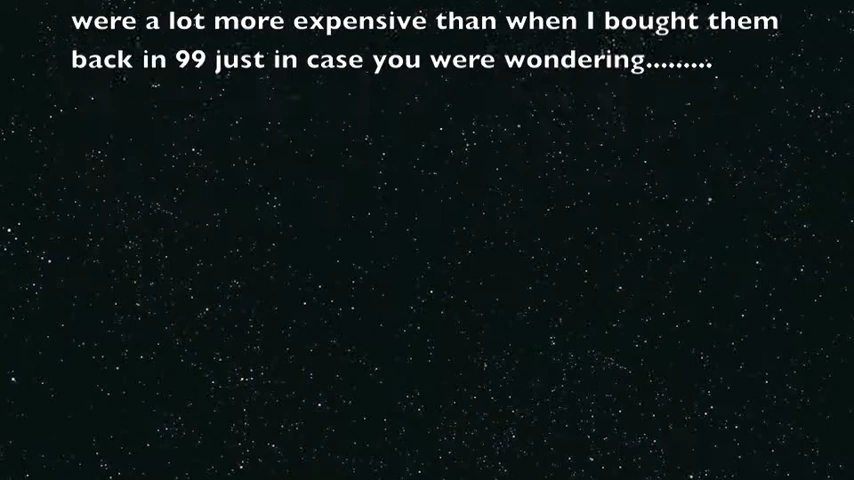 were a lot more expensive than when I bought them
back in 99 just in case you were wondering.........